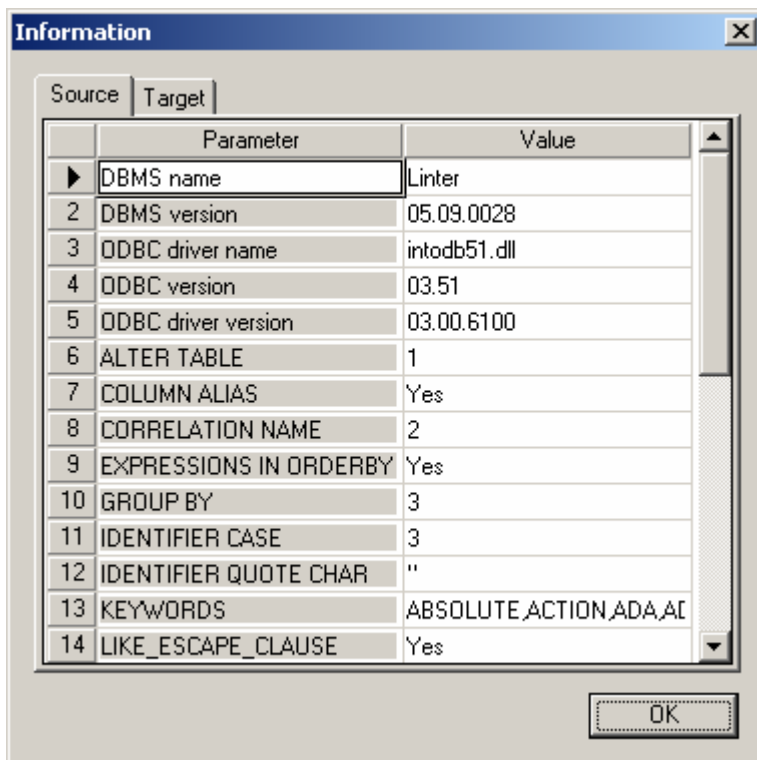 Information
Source Target
Parameter Value
DBMS name Linter
2 DBMS version 05.09.0028
3 ODBC driver name intodb51.dll
4 ODBC version 03.51
5 ODBC driver version 03.00.6100
6 ALTER TABLE 1
7 COLUMN ALIAS Yes
8 CORRELATION NAME 2
9 EXPRESSIONS IN ORDERBY Yes
10 GROUP BY 3
11 IDENTIFIER CASE 3
12 IDENTIFIER QUOTE CHAR "
13 KEYWORDS ABSOLUTE,ACTION,ADA,
14 LIKE_ESCAPE_CLAUSE Yes
OK